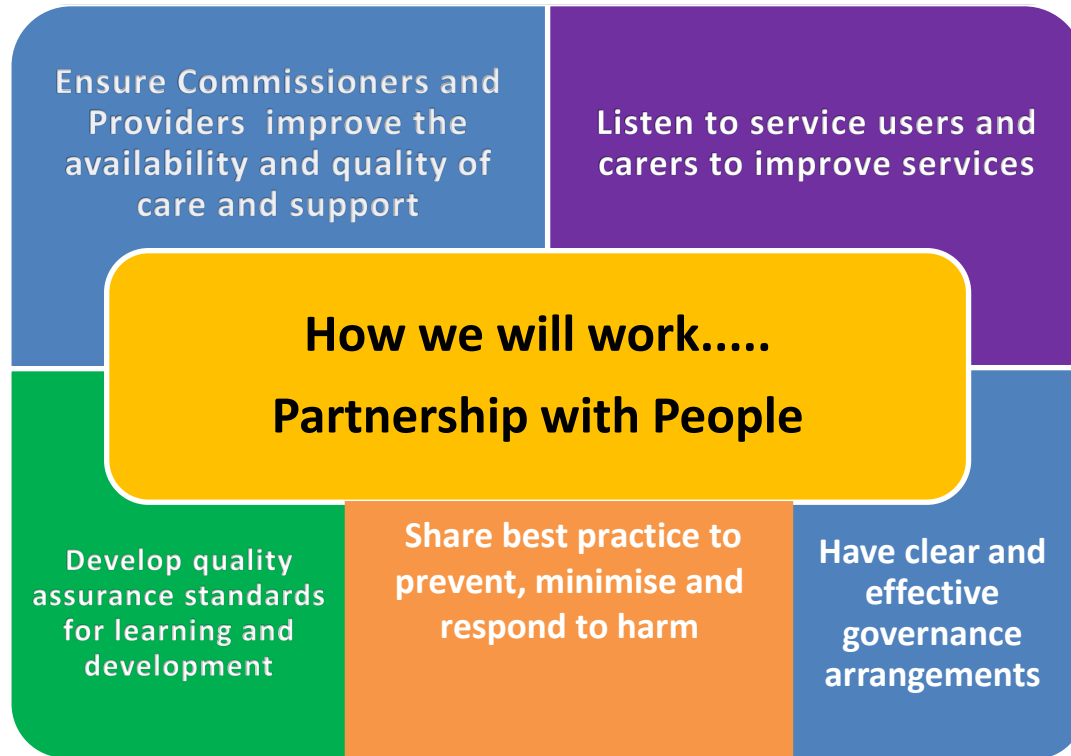 Ensure Commissioners and
Providers improve the
availability and quality of
care and support
Listen to service users and
carers to improve services
How we will work.....
Partnership with People
Develop quality
assurance standards
for learning and
development
Share best practice to
prevent, minimise and
respond to harm
Have clear and
effective
governance
arrangements